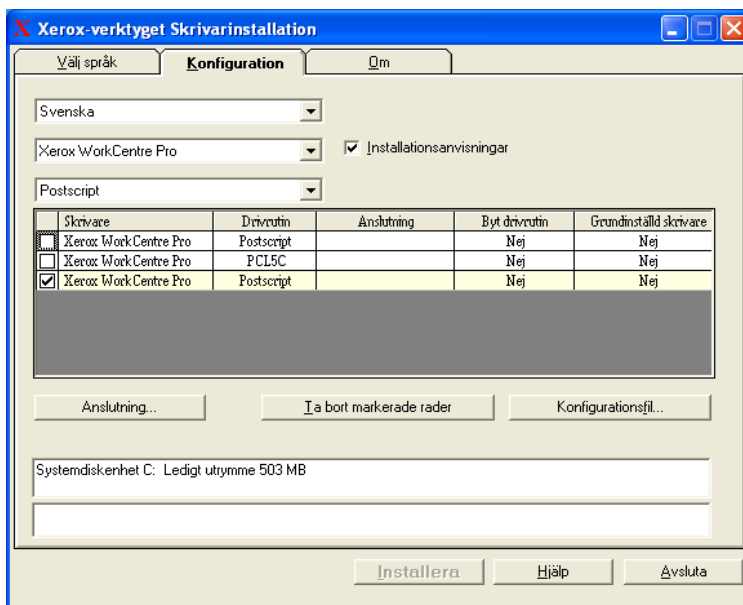 Xerox-verktyget Skrivarinstallation
Välj språk Konfiguration Om
Svenska
Xerox WorkCentre Pro Installationsanvisningar
Postscript
Skrivare Drivrutin Anslutning Byt drivrutin Grundinställd skrivare
Xerox WorkCentre Pro Postscript Nej Nej
Xerox WorkCentre Pro PCL5C Nej Nej
Xerox WorkCentre Pro Postscript Nej Nej
Anslutning... Ta bort markerade rader Konfigurationsfil...
Systemdiskenhet C: Ledigt utrymme 503 MB
Installera Hjälp Avsluta